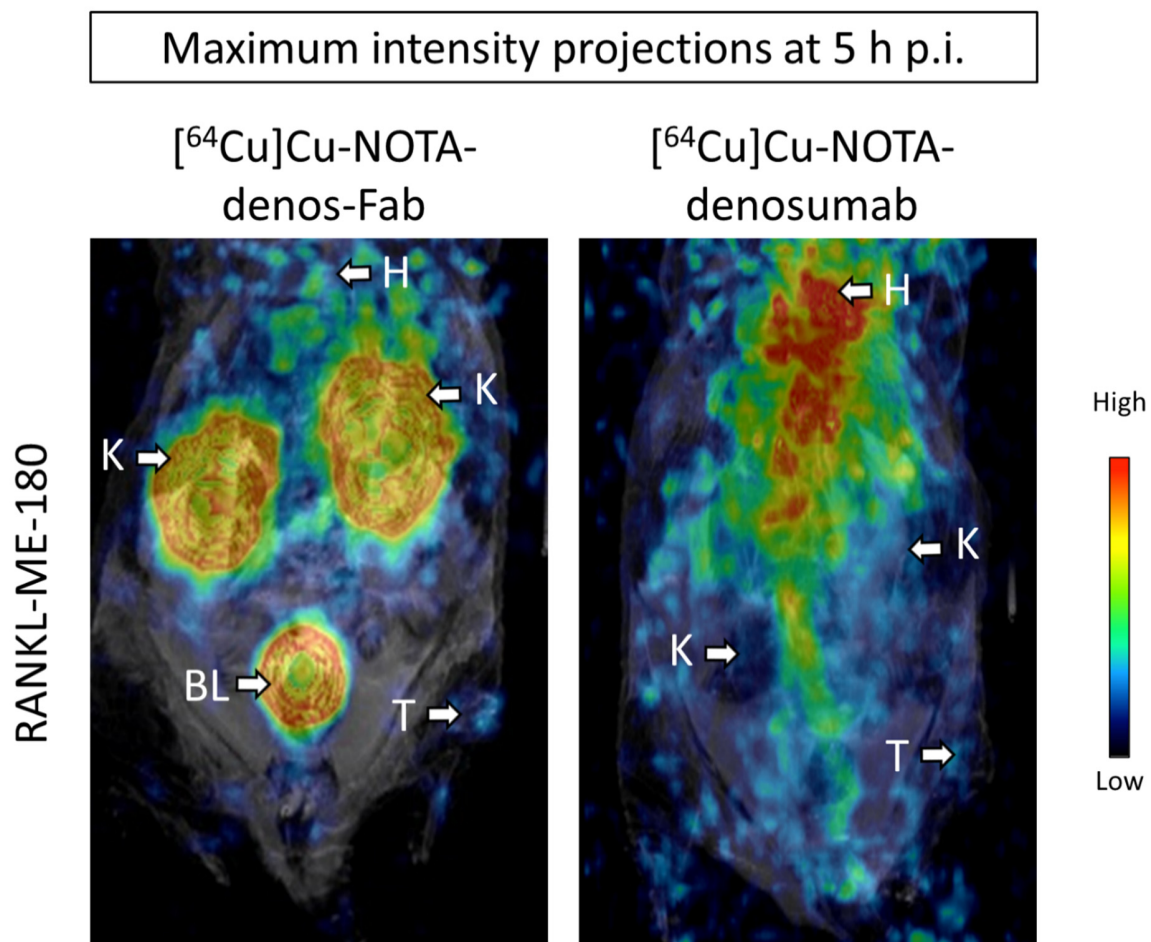 Maximum intensity projections at 5 h p.i.
[⁶⁴Cu]Cu-NOTA-
denos-Fab
[⁶⁴Cu]Cu-NOTA-
denosumab
RANKL-ME-180
H
K
K
BL
T
H
K
K
T
High
Low